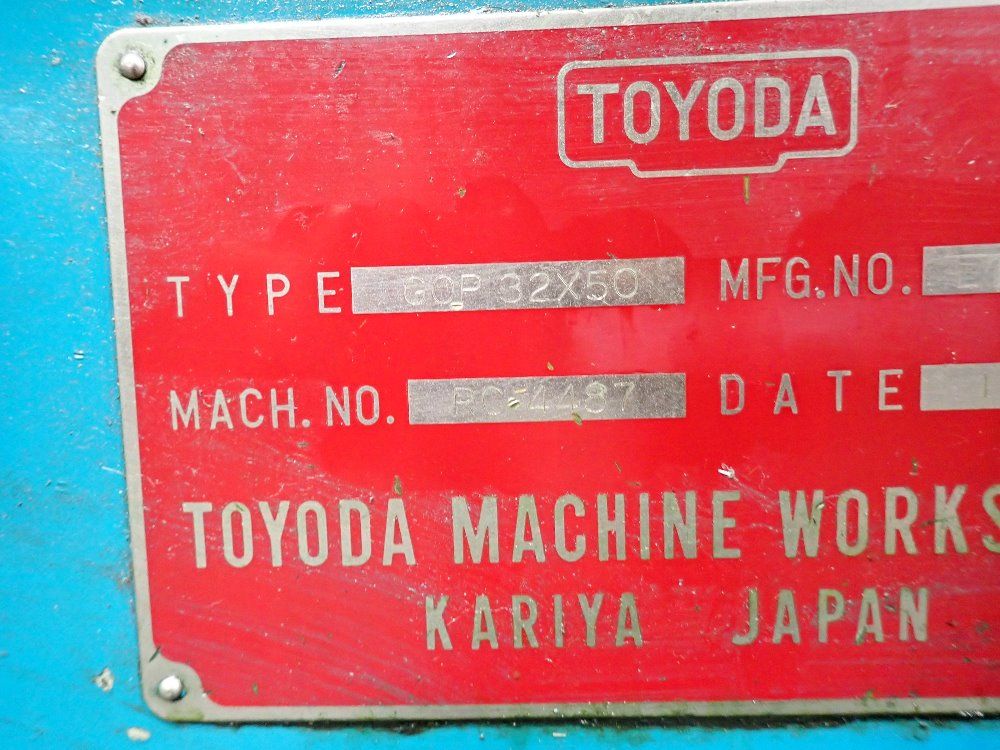 TOYODA
TYPE GOP 32X50 MFG.NO.
MACH. NO. DATE
TOYODA MACHINE WORKS
KARIYA JAPAN